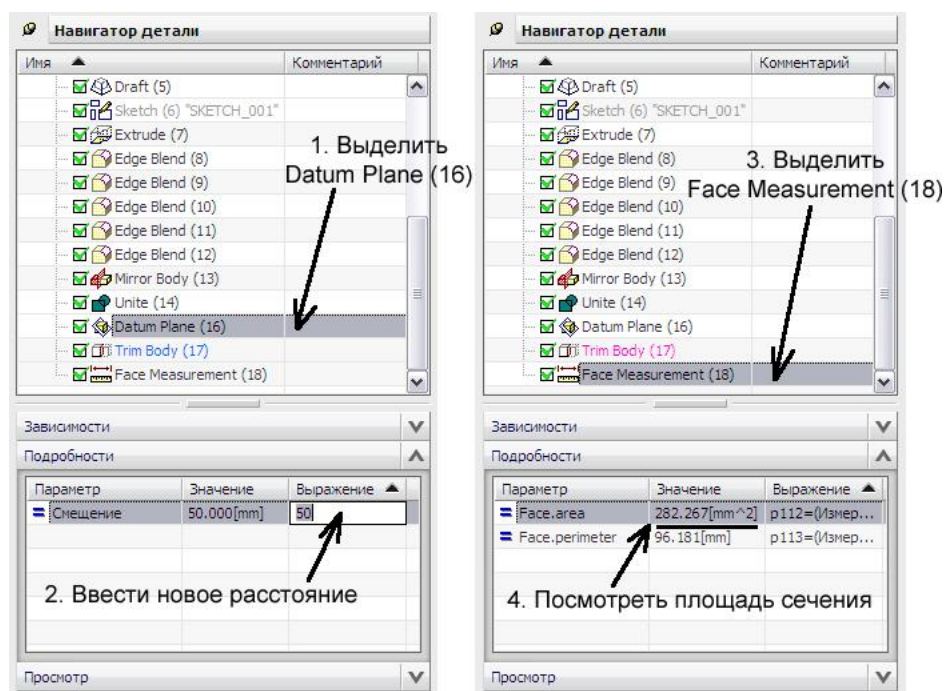 Навигатор детали
Имя Комментарий
Draft (5)
Sketch (6) "SKETCH_001"
Extrude (7)
Edge Blend (8)
Edge Blend (9)
Edge Blend (10)
Edge Blend (11)
Edge Blend (12)
Mirror Body (13)
Unite (14)
Datum Plane (16)
Trim Body (17)
Face Measurement (18)
1. Выделить
Datum Plane (16)
Зависимости
Подробности
Параметр Значение Выражение
Смещение 50.000[mm] 50
2. Ввести новое расстояние
Просмотр
Навигатор детали
Имя Комментарий
Draft (5)
Sketch (6) "SKETCH_001"
Extrude (7)
Edge Blend (8)
Edge Blend (9)
Edge Blend (10)
Edge Blend (11)
Edge Blend (12)
Mirror Body (13)
Unite (14)
Datum Plane (16)
Trim Body (17)
Face Measurement (18)
3. Выделить
Face Measurement (18)
Зависимости
Подробности
Параметр Значение Выражение
Face.area 282.267[mm^2] p112=(Измер...
Face.perimeter 96.181[mm] p113=(Измер...
4. Посмотреть площадь сечения
Просмотр